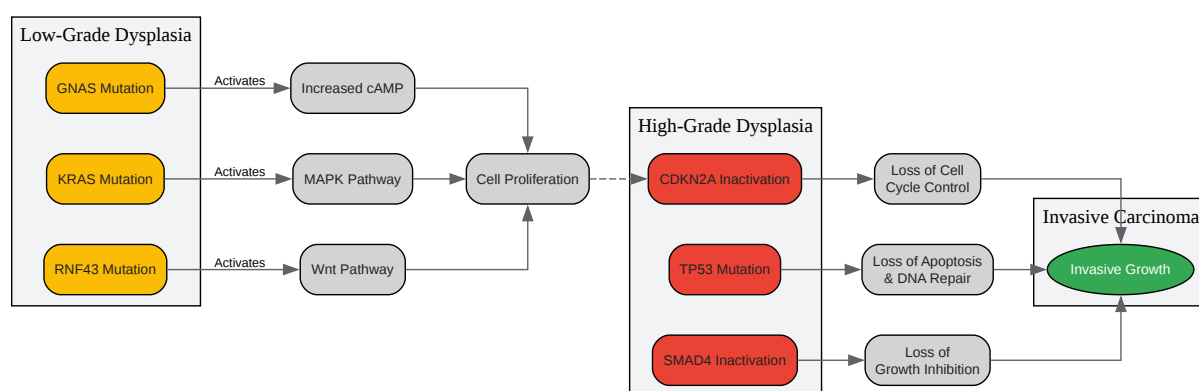 Low-Grade Dysplasia
GNAS Mutation
Activates
Increased cAMP
KRAS Mutation
Activates
MAPK Pathway
Cell Proliferation
RNF43 Mutation
Activates
Wnt Pathway
High-Grade Dysplasia
CDKN2A Inactivation
Loss of Cell
Cycle Control
TP53 Mutation
Loss of Apoptosis
& DNA Repair
SMAD4 Inactivation
Loss of
Growth Inhibition
Invasive Carcinoma
Invasive Growth